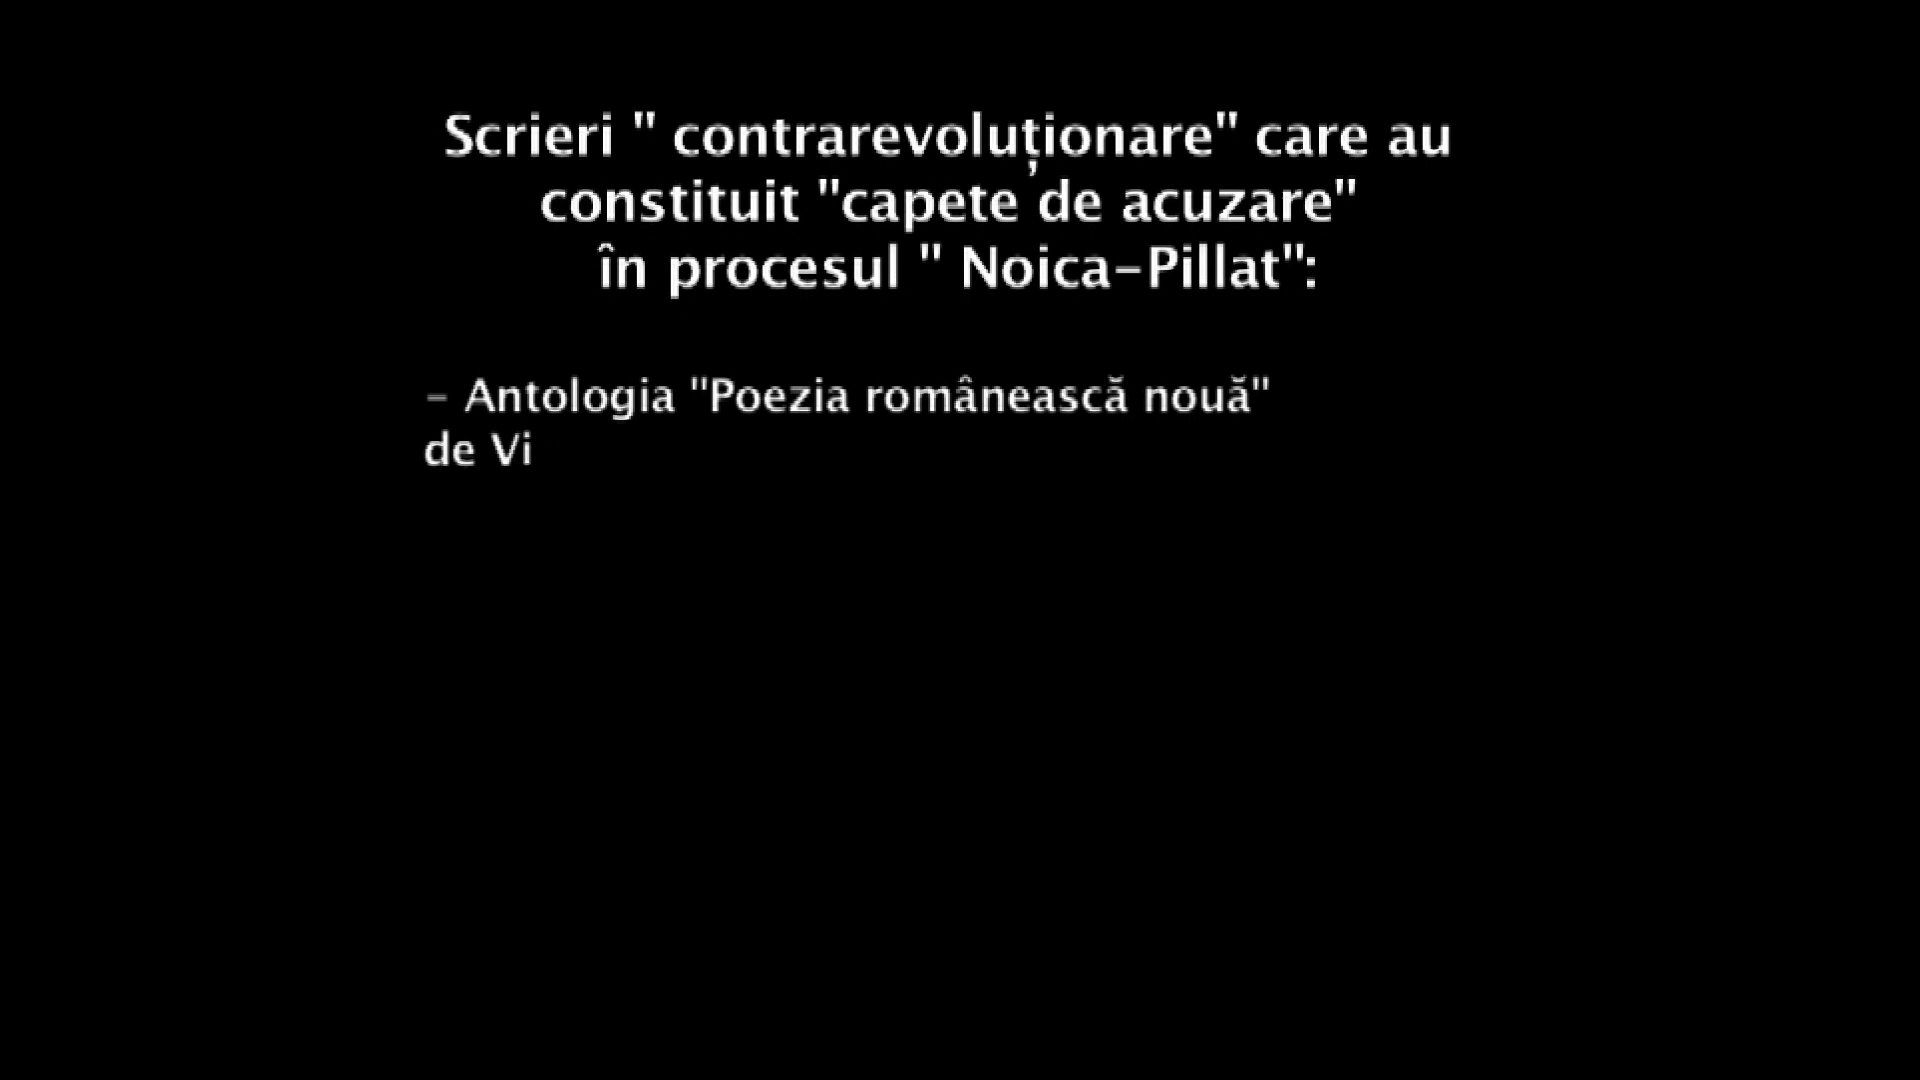 Scrieri " contrarevoluționare" care au
constituit "capete de acuzare"
în procesul " Noica-Pillat":
- Antologia "Poezia românească nouă"
de Vi